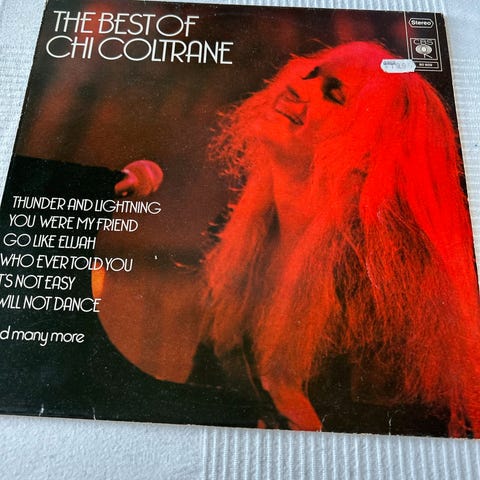 THE BEST OF
CHI COLTRANE
Stereo
CBS
THUNDER AND LIGHTNING
YOU WERE MY FRIEND
GO LIKE ELIJAH
WHO EVER TOLD YOU
T'S NOT EASY
WILL NOT DANCE
d many more